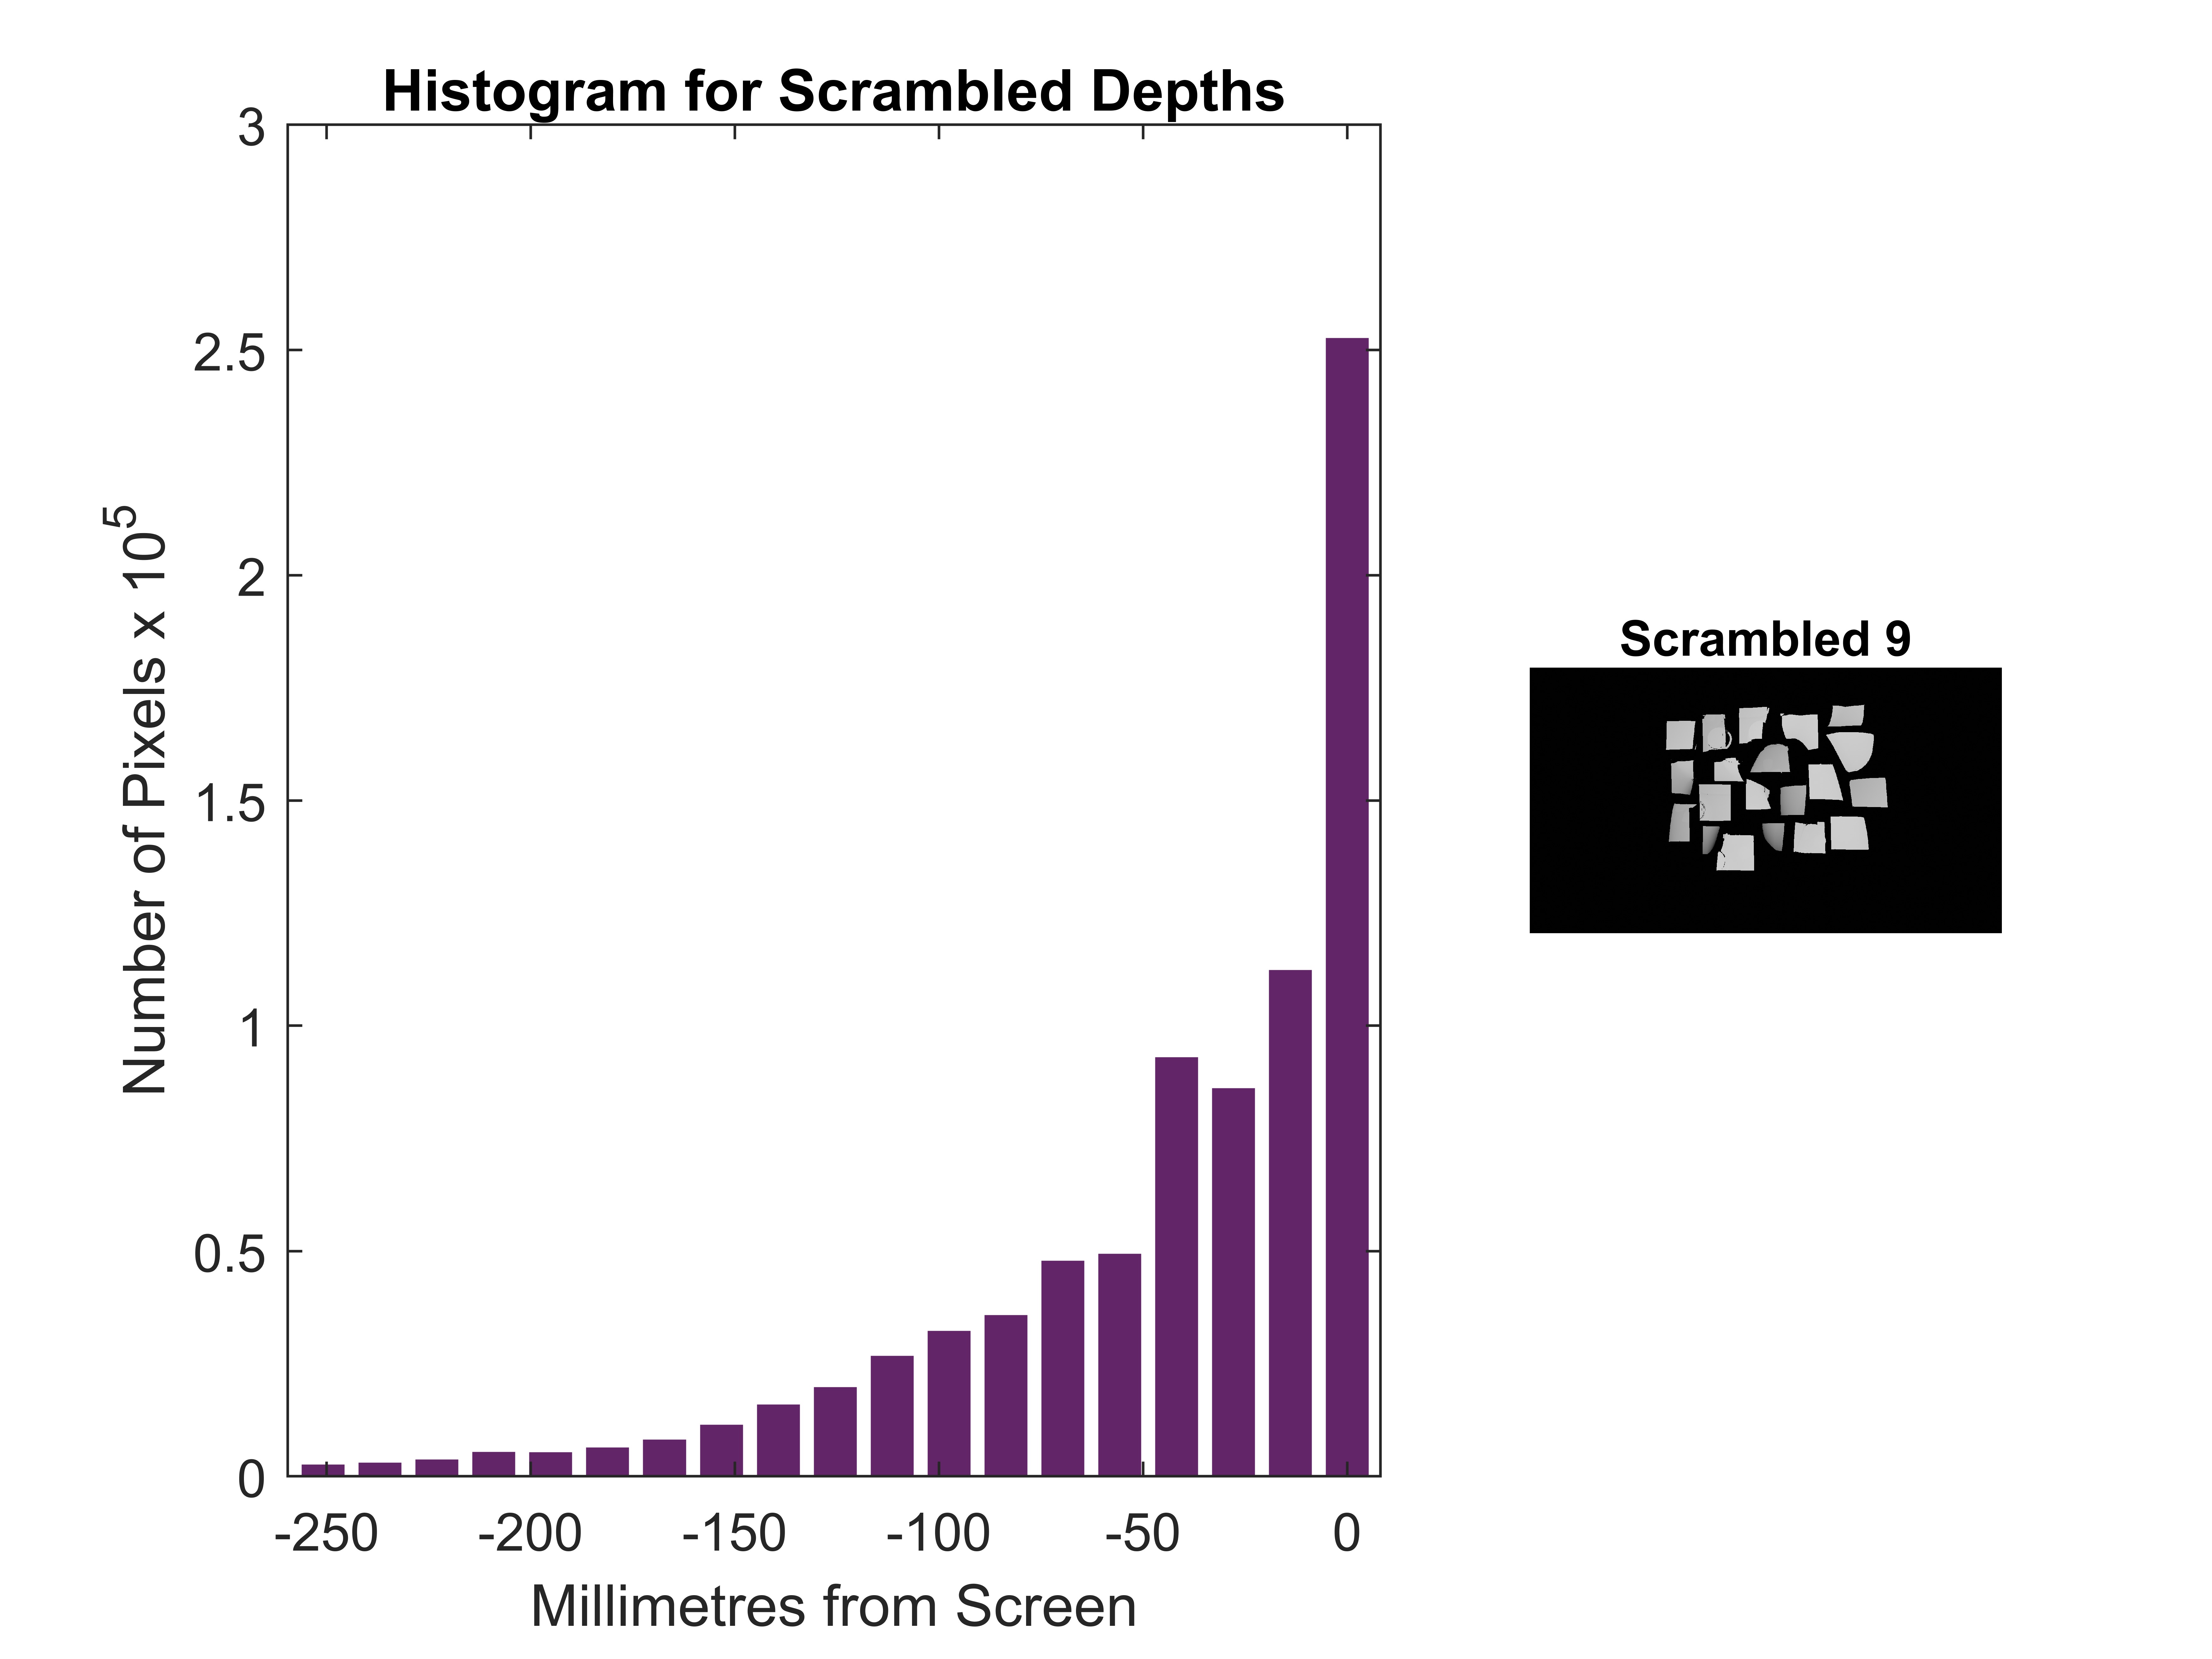 Histogram for Scrambled Depths
3
2.5
2
1.5
1
0.5
0
Number of Pixels x 10^5
-250 -200 -150 -100 -50 0
Millimetres from Screen
Scrambled 9